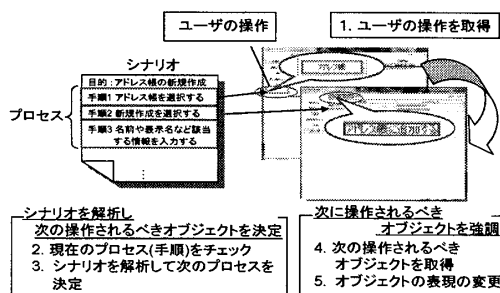 ユーザの操作
1. ユーザの操作を取得
シナリオ
目的:アドレス帳の新規作成
手順1 アドレス帳を選択する
手順2 新規作成を選択する
手順3 名前や表示名など該当
する情報を入力する
プロセス
アドレス帳
アドレス帳に追加する
シナリオを解析し
次の操作されるべきオブジェクトを決定
2. 現在のプロセス(手順)をチェック
3. シナリオを解析して次のプロセスを
決定
次に操作されるべき
オブジェクトを強調
4. 次の操作されるべき
オブジェクトを取得
5. オブジェクトの表現の変更